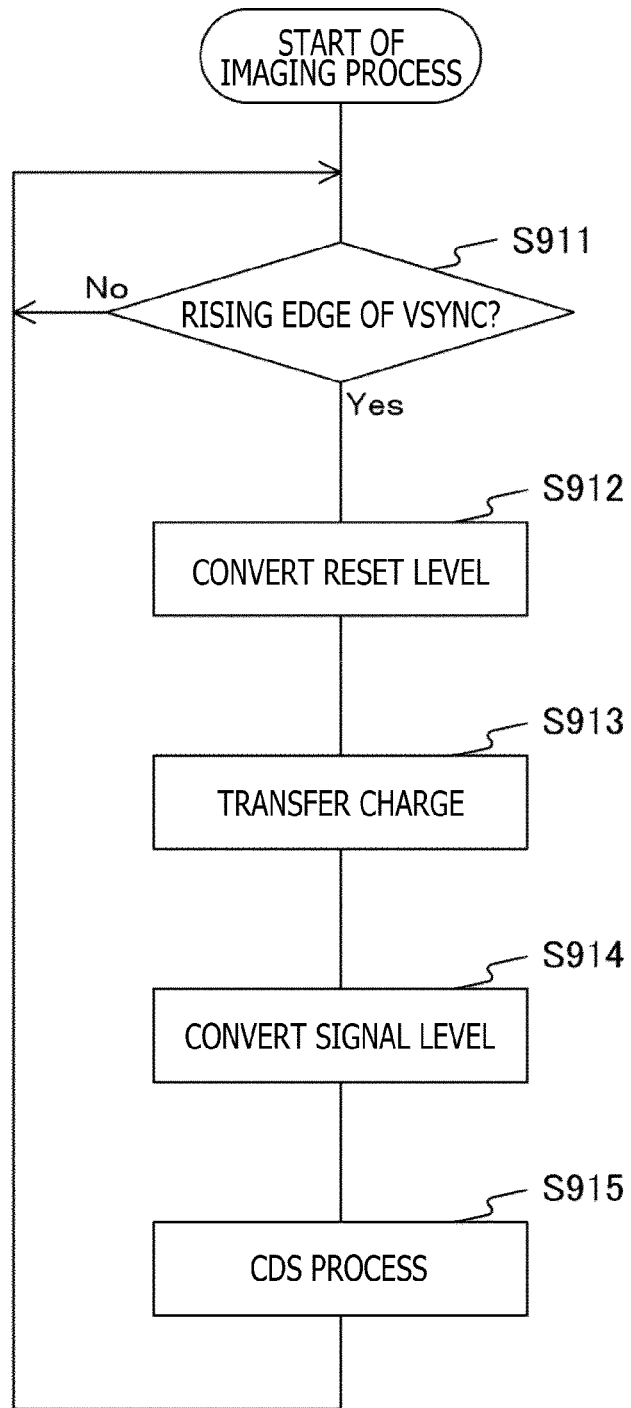 START OF
IMAGING PROCESS
S911
No
RISING EDGE OF VSYNC?
Yes
S912
CONVERT RESET LEVEL
S913
TRANSFER CHARGE
S914
CONVERT SIGNAL LEVEL
S915
CDS PROCESS